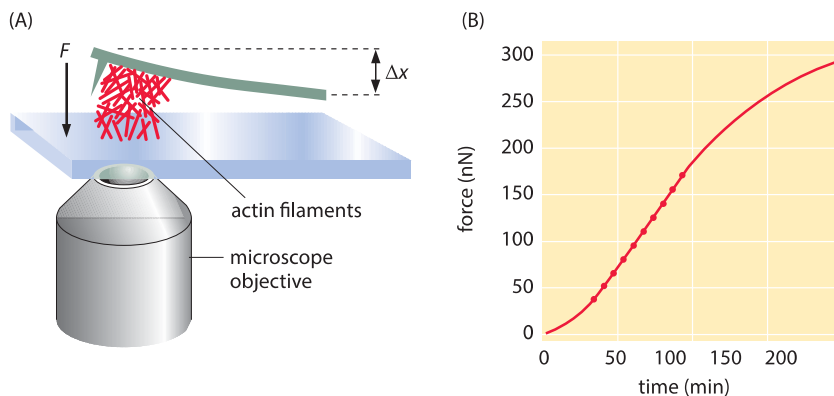 (A)
F
Δx
actin filaments
microscope
objective
(B)
force (nN)
300
250
200
150
100
50
0
0 50 100 150 200
time (min)